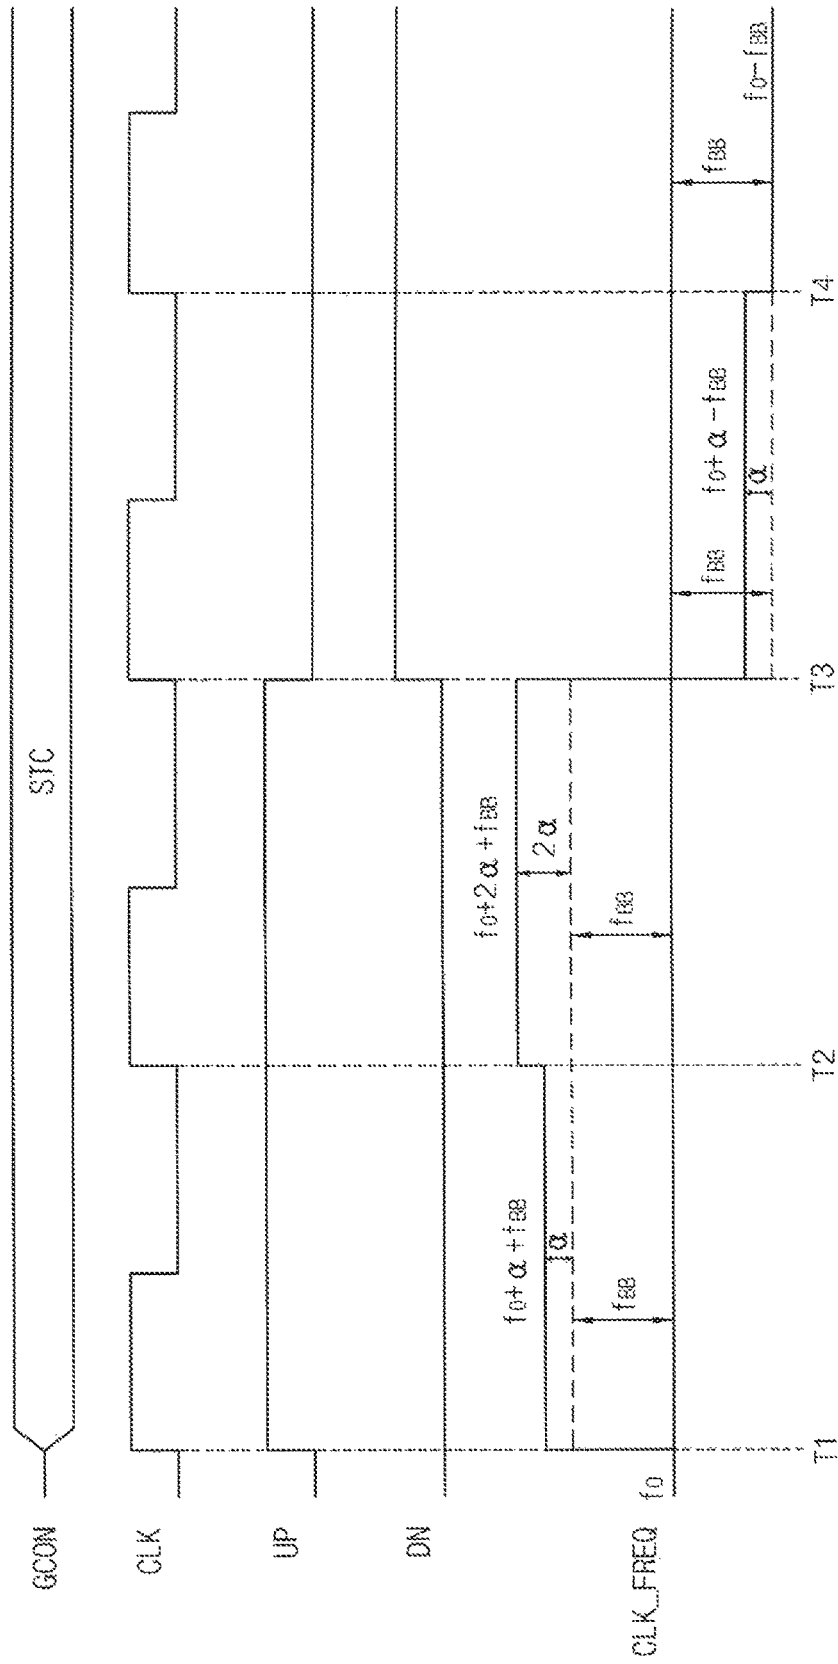 GCON
STC
CLK
UP
DN
CLK_FREQ
f0
f0+α+fBB
α
fBB
f0+2α+fBB
2α
fBB
fBB
f0+α-fBB
α
fBB
f0-fBB
T1
T2
T3
T4